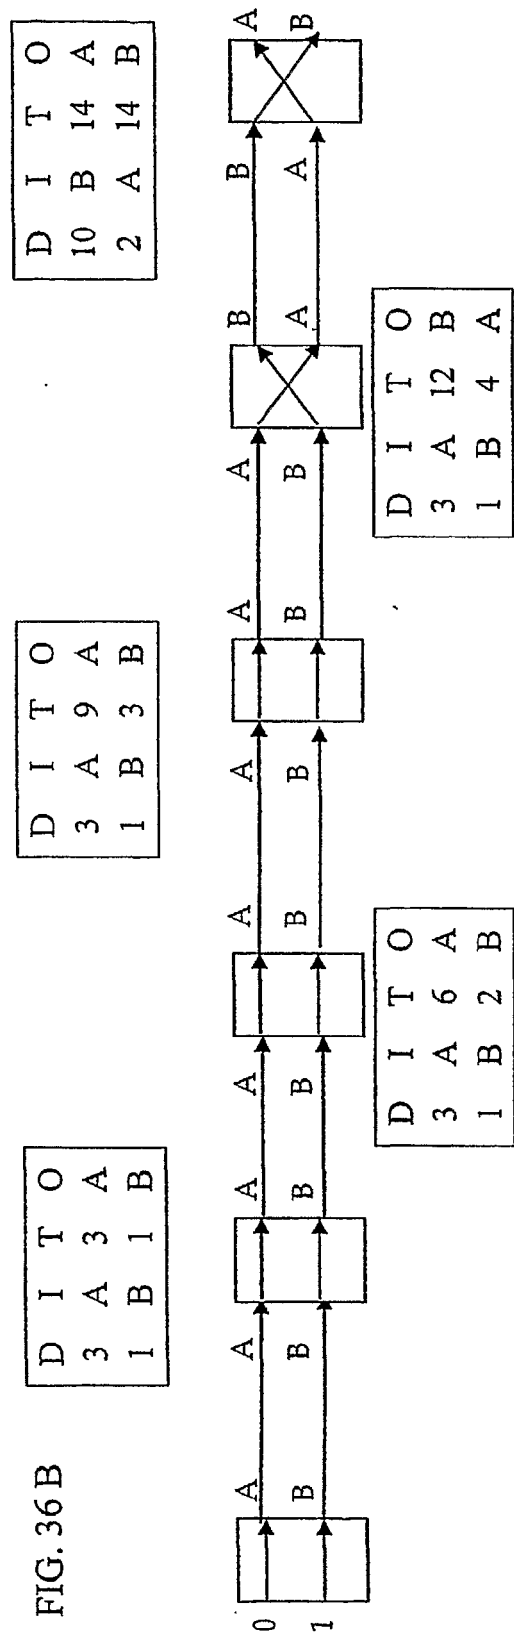 FIG. 36 B
D I T O
3 A 3 A
1 B 1 B
D I T O
3 A 9 A
1 B 3 B
D I T O
10 B 14 A
2 A 14 B
0 A A A A A A A A B B A
1 B B B B B B B B A A B
D I T O
3 A 6 A
1 B 2 B
D I T O
3 A 12 B
1 B 4 A